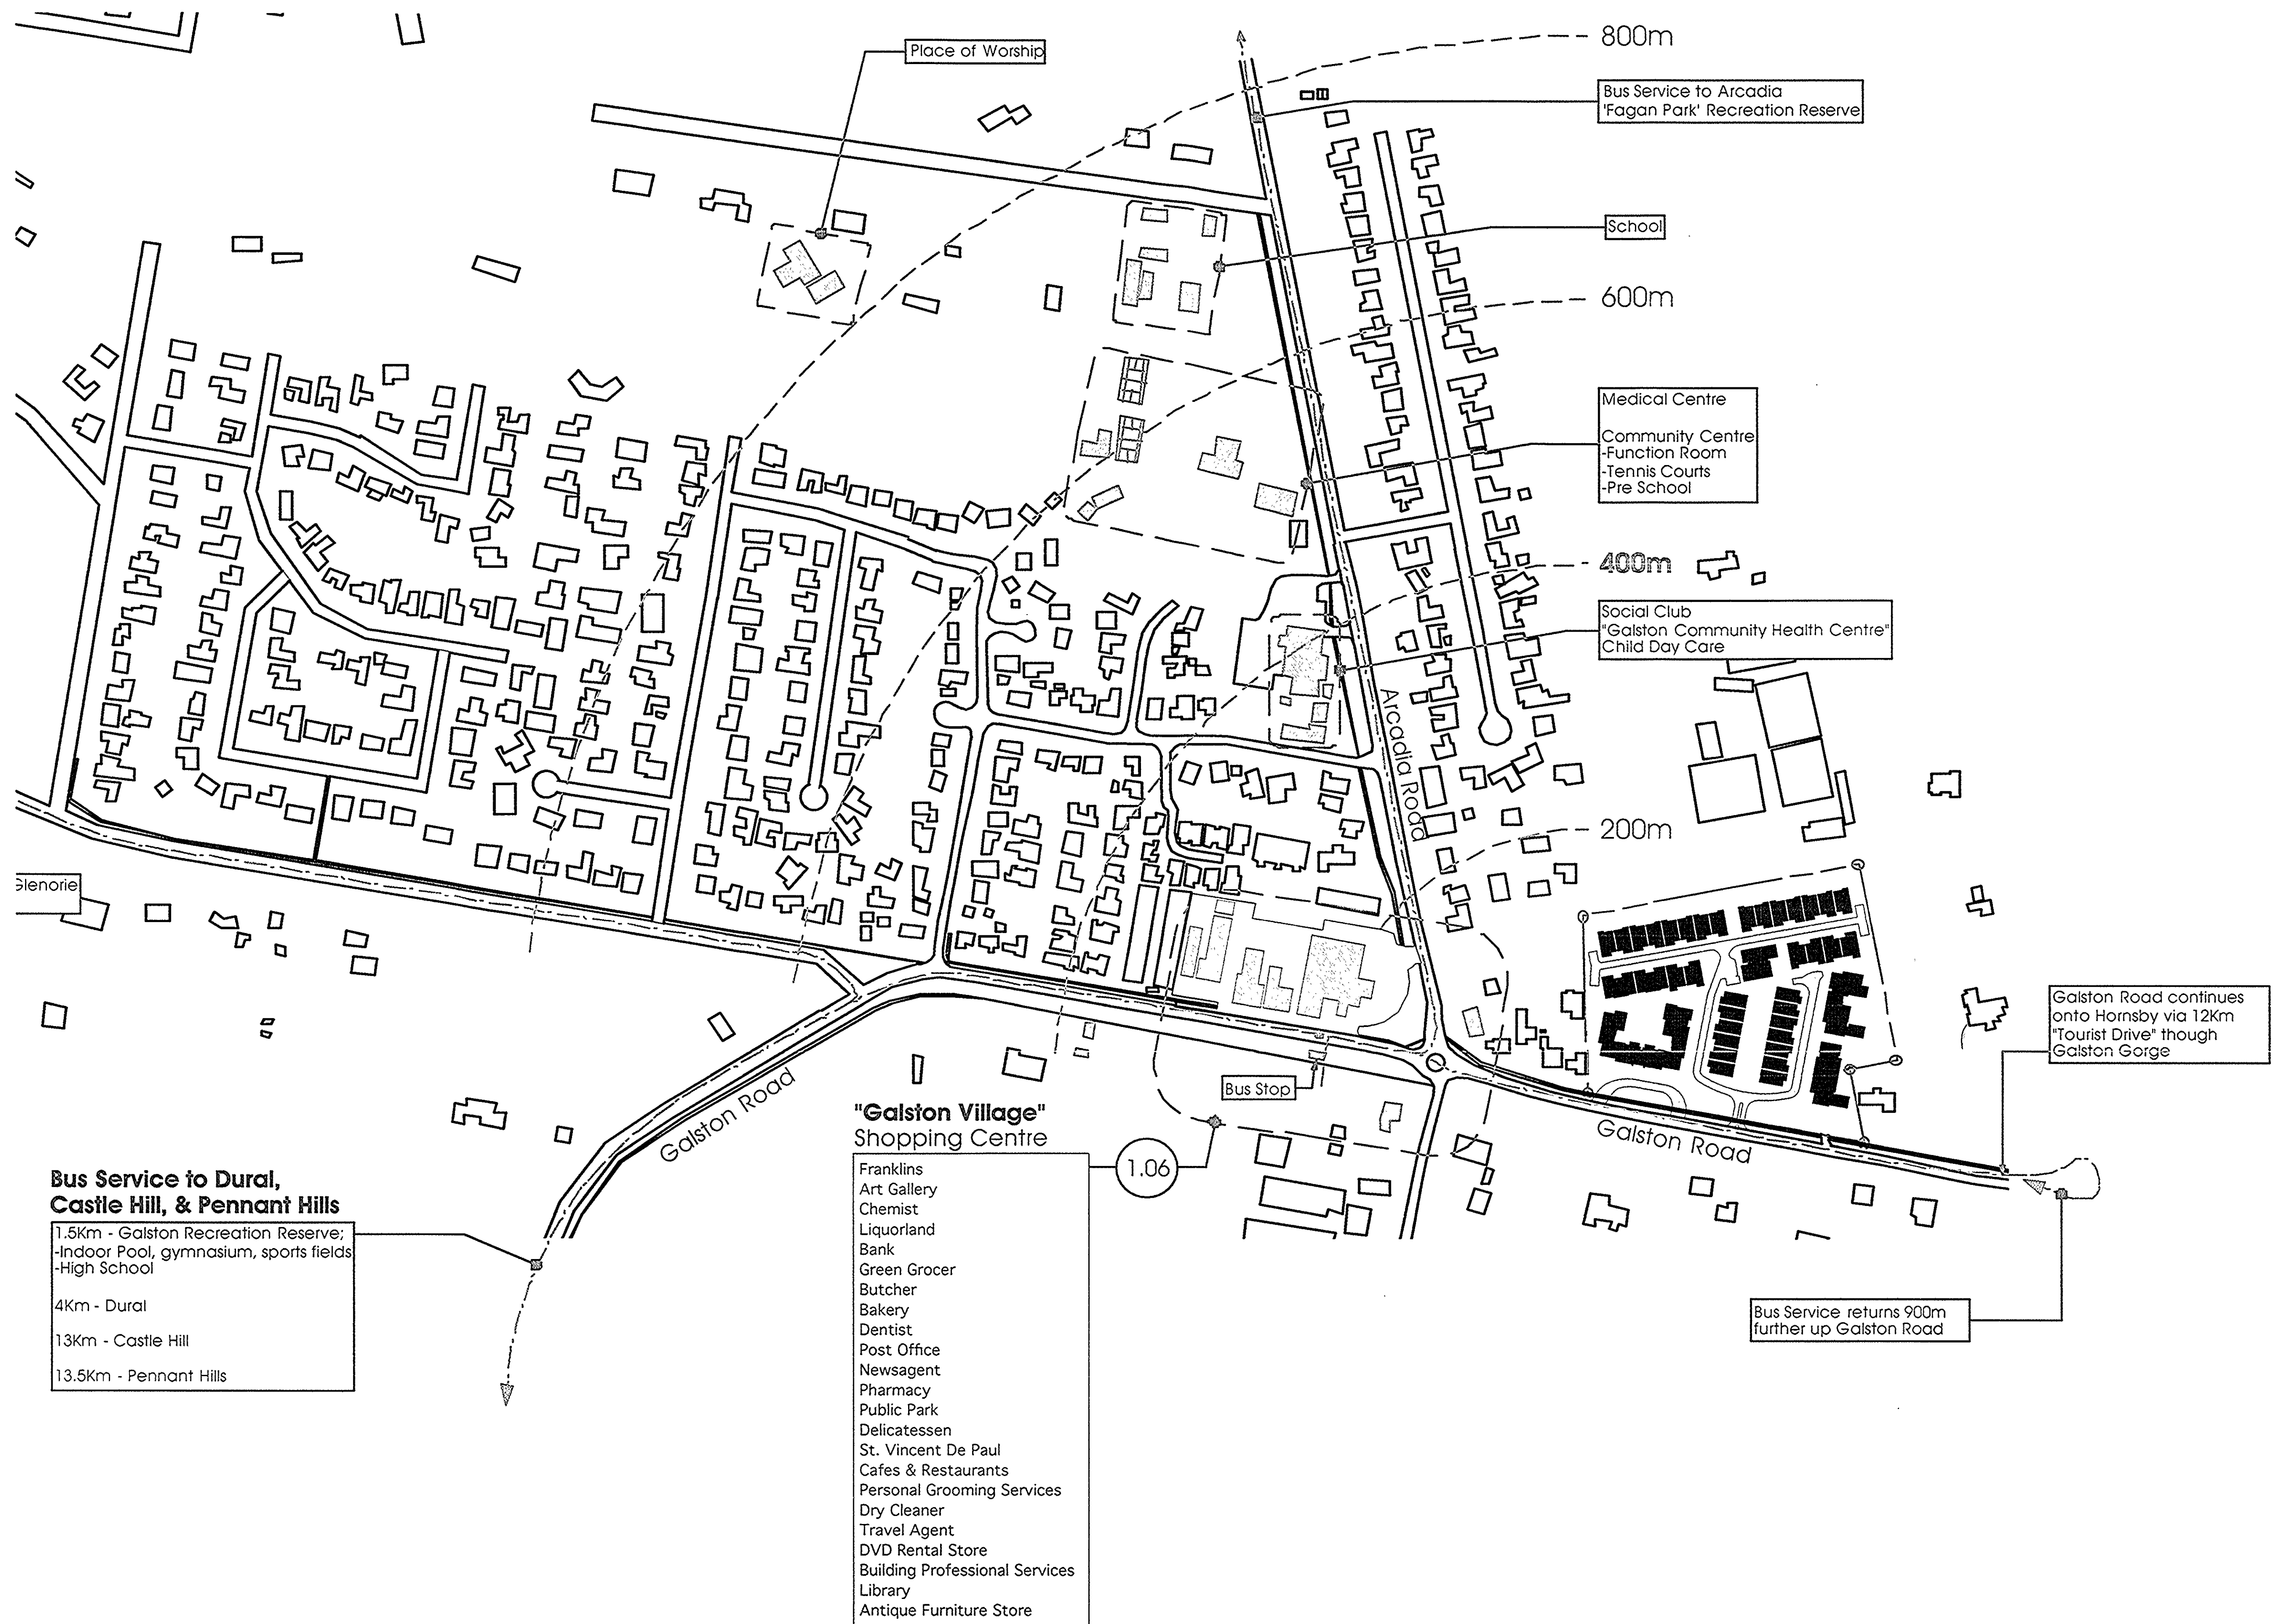 800m
Place of Worship
Bus Service to Arcadia
'Fagan Park' Recreation Reserve
School
600m
Medical Centre
Community Centre
-Function Room
-Tennis Courts
-Pre School
400m
Social Club
"Galston Community Health Centre"
Child Day Care
Arcadia Road
200m
Glenorie
Galston Road continues
onto Hornsby via 12Km
"Tourist Drive" though
Galston Gorge
Bus Stop
Galston Road
Galston Road
"Galston Village"
Shopping Centre
1.06
Franklins
Art Gallery
Chemist
Liquorland
Bank
Green Grocer
Butcher
Bakery
Dentist
Post Office
Newsagent
Pharmacy
Public Park
Delicatessen
St. Vincent De Paul
Cafes & Restaurants
Personal Grooming Services
Dry Cleaner
Travel Agent
DVD Rental Store
Building Professional Services
Library
Antique Furniture Store
Bus Service to Dural,
Castle Hill, & Pennant Hills
1.5Km - Galston Recreation Reserve;
-Indoor Pool, gymnasium, sports fields
-High School
4Km - Dural
13Km - Castle Hill
13.5Km - Pennant Hills
Bus Service returns 900m
further up Galston Road